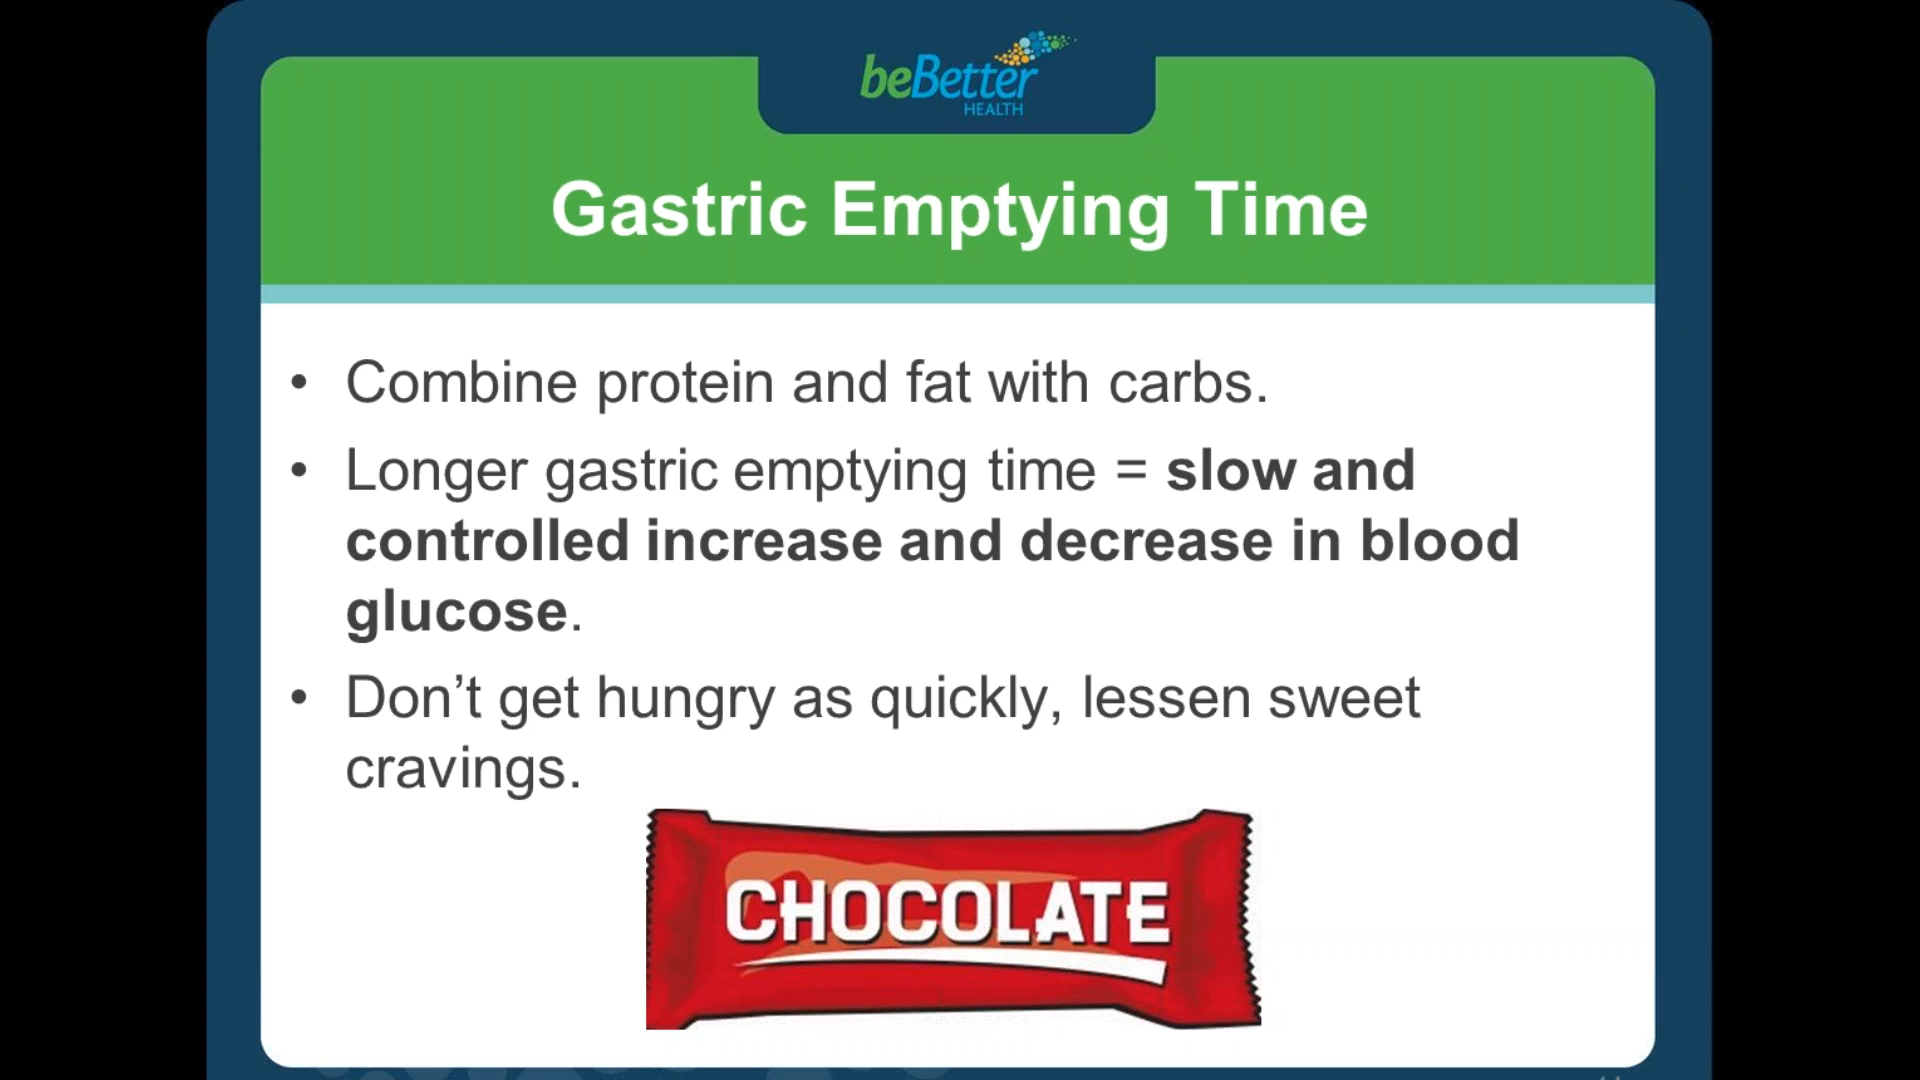 beBetter
HEALTH
Gastric Emptying Time
• Combine protein and fat with carbs.
• Longer gastric emptying time = slow and
controlled increase and decrease in blood
glucose.
• Don’t get hungry as quickly, lessen sweet
cravings.
CHOCOLATE